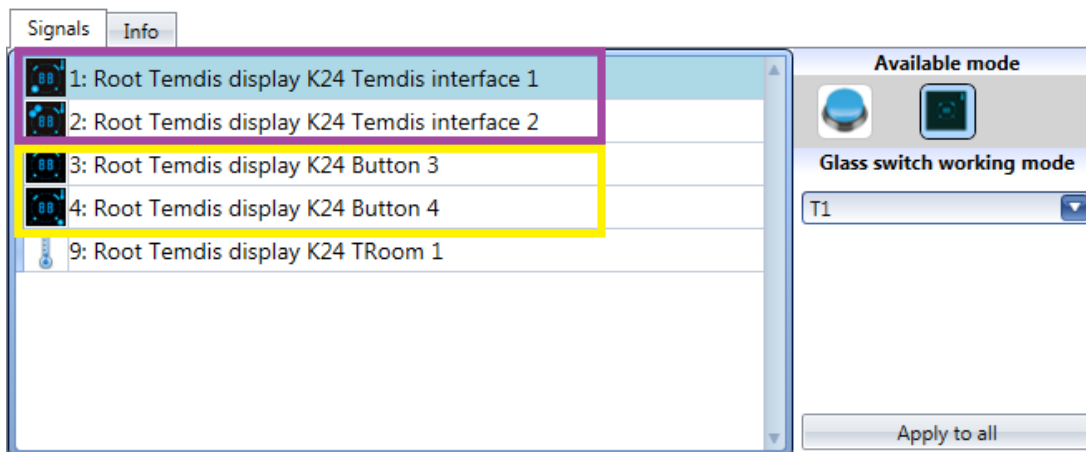 Signals
Info
1: Root Temdis display K24 Temdis interface 1
2: Root Temdis display K24 Temdis interface 2
3: Root Temdis display K24 Button 3
4: Root Temdis display K24 Button 4
9: Root Temdis display K24 TRoom 1
Available mode
Glass switch working mode
T1
Apply to all